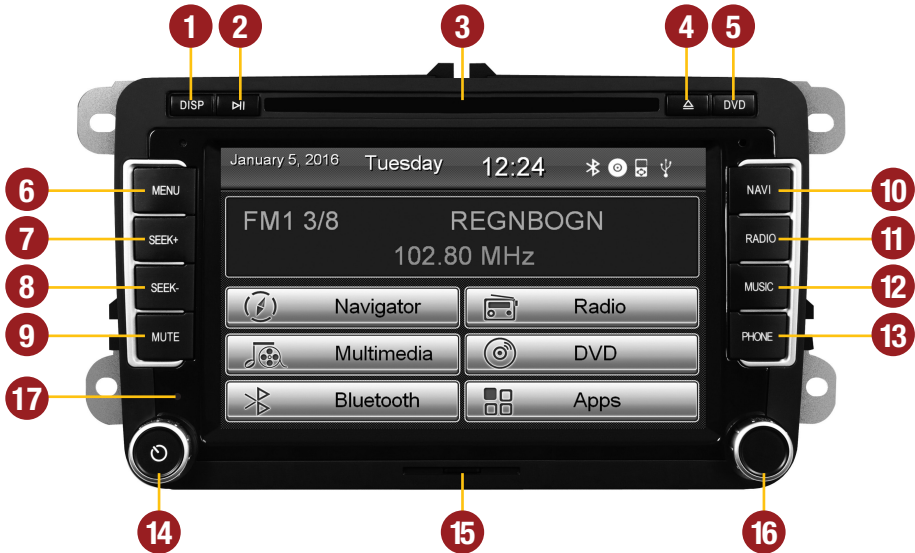 1 2 3 4 5
DISP DVD
January 5, 2016 Tuesday 12:24
6 MENU NAVI 10
FM1 3/8 REGNBOGN
7 SEEK+ RADIO 11
102.80 MHz
8 SEEK- MUSIC 12
Navigator Radio
9 MUTE PHONE 13
Multimedia DVD
17
Bluetooth Apps
14 15 16